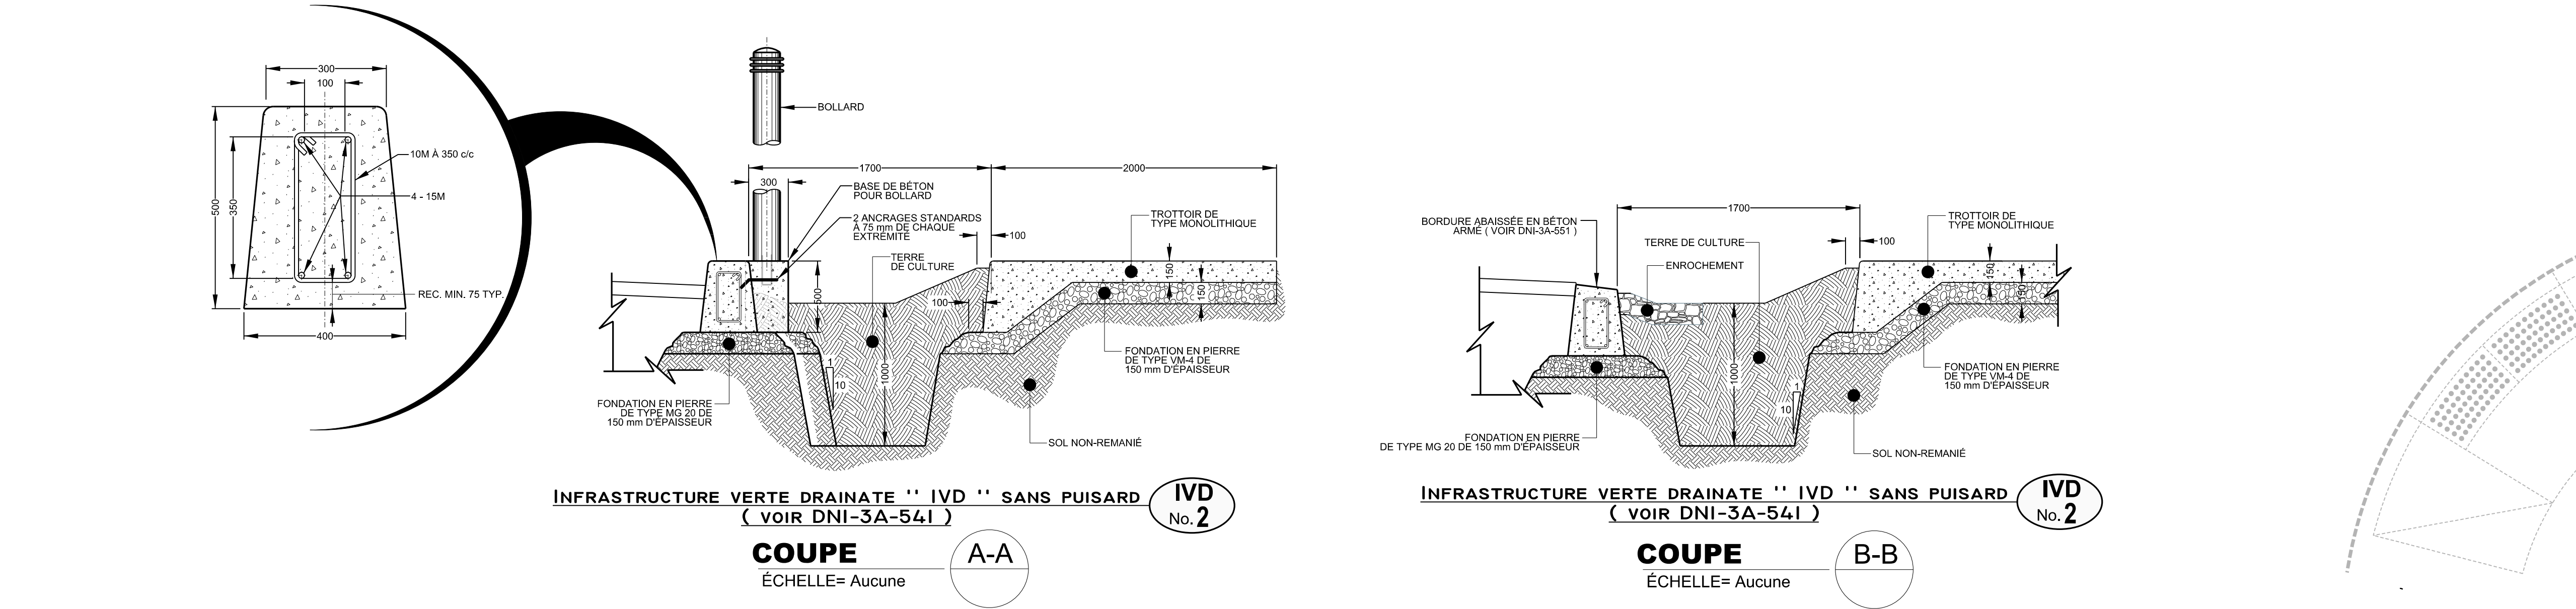 300
100
500
350
10M À 350 c/c
4 - 15M
REC. MIN. 75 TYP.
400
BOLLARD
1700
2000
300
BASE DE BÉTON
POUR BOLLARD
2 ANCRAGES STANDARDS
À 75 mm DE CHAQUE
EXTRÉMITÉ
100
TROTTOIR DE
TYPE MONOLITHIQUE
TERRE
DE CULTURE
150
500
100
150
1
10
1000
FONDATION EN PIERRE
DE TYPE VM-4 DE
150 mm D'ÉPAISSEUR
FONDATION EN PIERRE
DE TYPE MG 20 DE
150 mm D'ÉPAISSEUR
SOL NON-REMANIÉ
INFRASTRUCTURE VERTE DRAINATE '' IVD '' SANS PUISARD
( VOIR DNI-3A-541 )
IVD
No. 2
COUPE
A-A
ÉCHELLE= Aucune
1700
BORDURE ABAISSÉE EN BÉTON
ARMÉ ( VOIR DNI-3A-551 )
TROTTOIR DE
TYPE MONOLITHIQUE
TERRE DE CULTURE
100
ENROCHEMENT
150
150
1000
1
10
FONDATION EN PIERRE
DE TYPE VM-4 DE
150 mm D'ÉPAISSEUR
FONDATION EN PIERRE
DE TYPE MG 20 DE 150 mm D'ÉPAISSEUR
SOL NON-REMANIÉ
INFRASTRUCTURE VERTE DRAINATE '' IVD '' SANS PUISARD
( VOIR DNI-3A-541 )
IVD
No. 2
COUPE
B-B
ÉCHELLE= Aucune